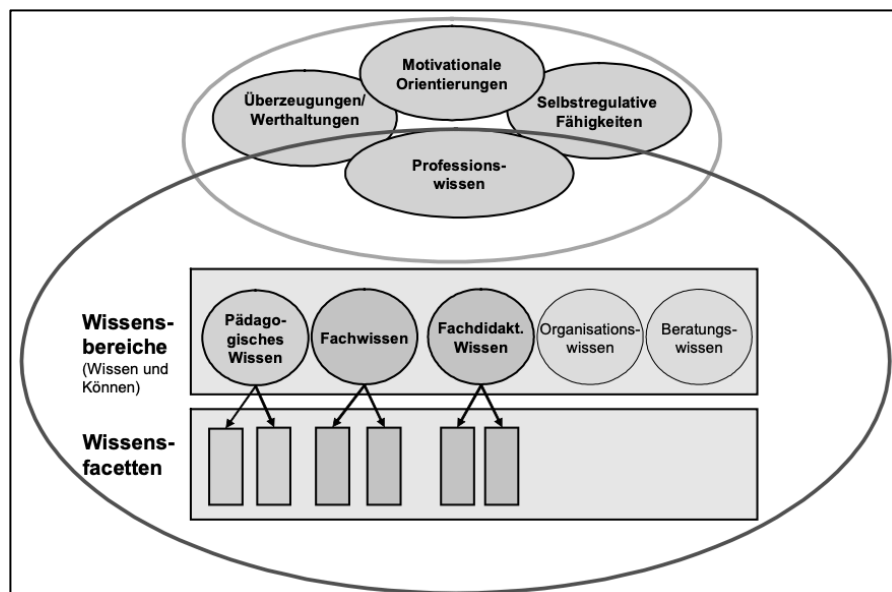 Motivationale
Orientierungen
Überzeugungen/
Werthaltungen
Selbstregulative
Fähigkeiten
Professions-
wissen
Wissens-
bereiche
(Wissen und
Können)
Pädago-
gisches
Wissen
Fachwissen
Fachdidakt.
Wissen
Organisations-
wissen
Beratungs-
wissen
Wissens-
facetten